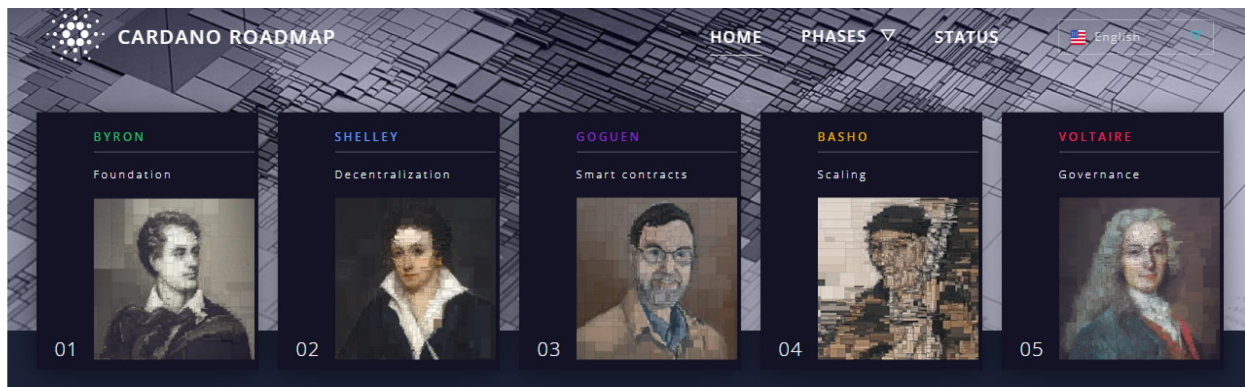 CARDANO ROADMAP
HOME PHASES STATUS English
BYRON
Foundation
01
SHELLEY
Decentralization
02
GOGUEN
Smart contracts
03
BASHO
Scaling
04
VOLTAIRE
Governance
05